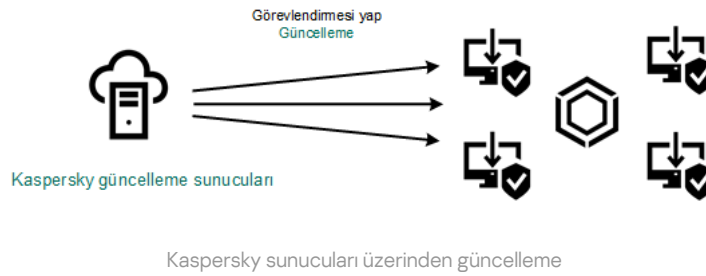 Görevlendirmesi yap
Güncelleme
Kaspersky güncelleme sunucuları
Kaspersky sunucuları üzerinden güncelleme